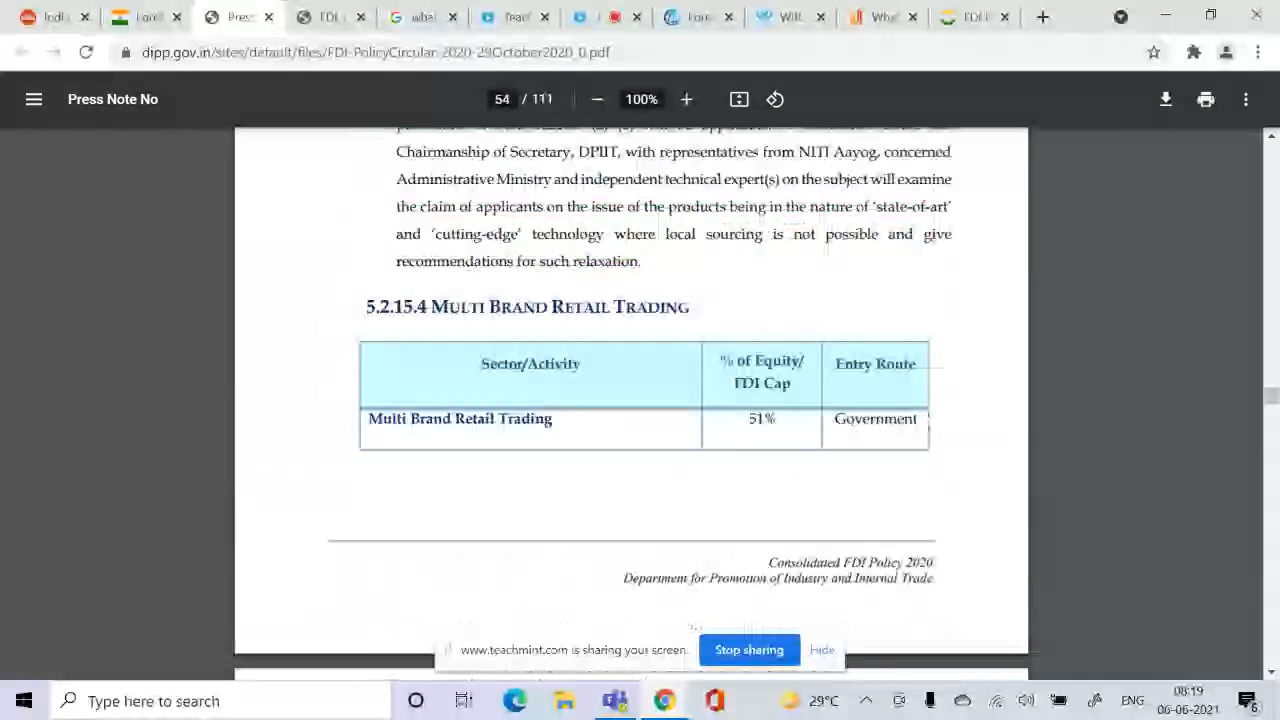 Press Note No
54 / 111
100%
dipp.gov.in/sites/default/files/FDI-PolicyCircular-2020-29October2020_0.pdf
Chairmanship of Secretary, DPIIT, with representatives from NITI Aayog, concerned
Administrative Ministry and independent technical expert(s) on the subject will examine
the claim of applicants on the issue of the products being in the nature of 'state-of-art'
and 'cutting-edge' technology where local sourcing is not possible and give
recommendations for such relaxation.
5.2.15.4 MULTI BRAND RETAIL TRADING
Sector/Activity
% of Equity/
FDI Cap
Entry Route
Multi Brand Retail Trading
51%
Government
Consolidated FDI Policy 2020
Department for Promotion of Industry and Internal Trade
www.teachmint.com is sharing your screen.
Stop sharing
Hide
Type here to search
29°C
ENG
08:19
06-06-2021